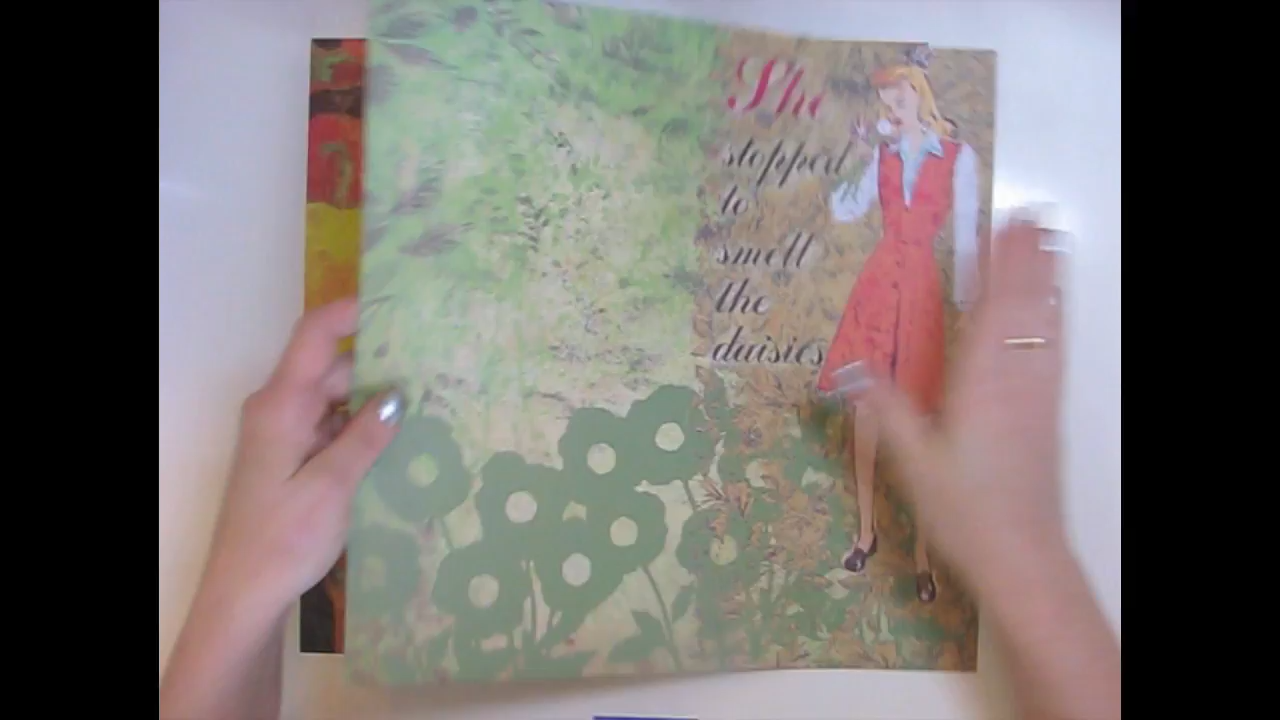 She
stopped
to
smell
the
daisies